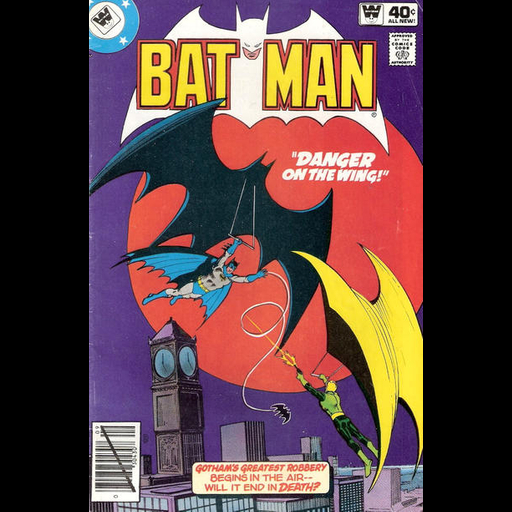 W
W
40¢
ALL NEW!
APPROVED
BY THE
COMICS
CODE
AUTHORITY
BATMAN
"DANGER
ON THE WING!"
GOTHAM'S GREATEST ROBBERY
BEGINS IN THE AIR--
WILL IT END IN DEATH?